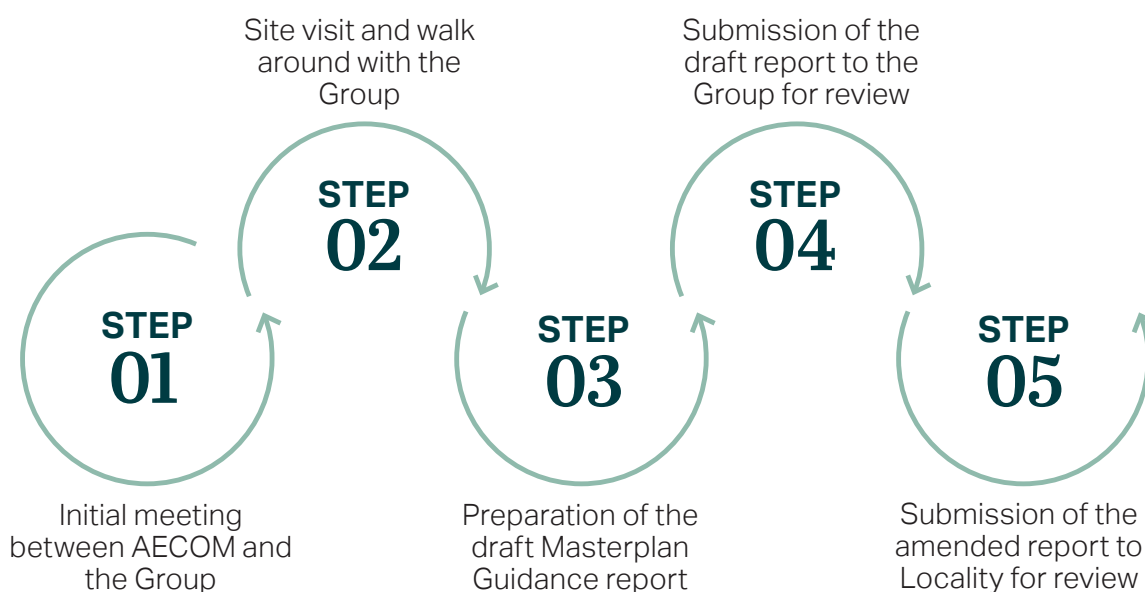 STEP
01
Initial meeting
between AECOM and
the Group
Site visit and walk
around with the
Group
STEP
02
STEP
03
Preparation of the
draft Masterplan
Guidance report
Submission of the
draft report to the
Group for review
STEP
04
STEP
05
Submission of the
amended report to
Locality for review